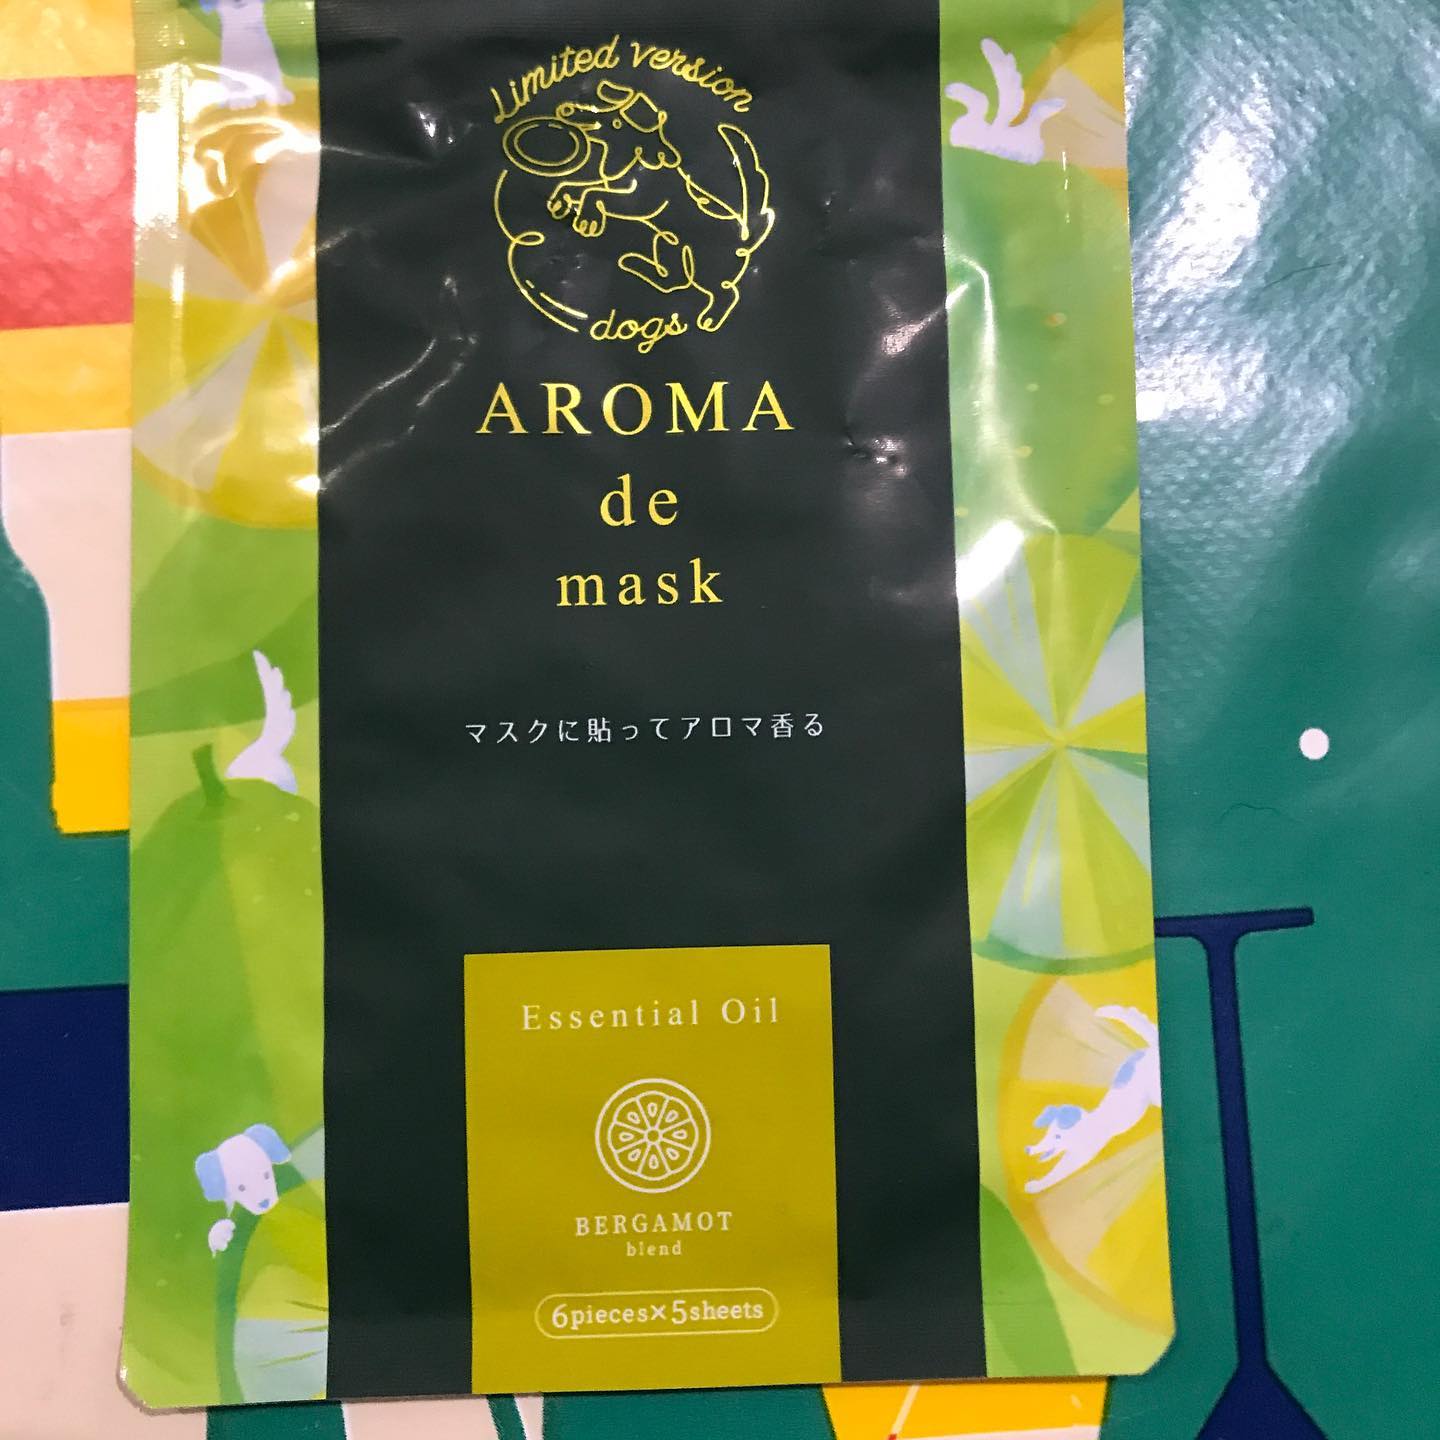 Limited version
dogs
AROMA
de
mask
マスクに貼ってアロマ香る
Essential Oil
BERGAMOT
blend
6pieces×5sheets